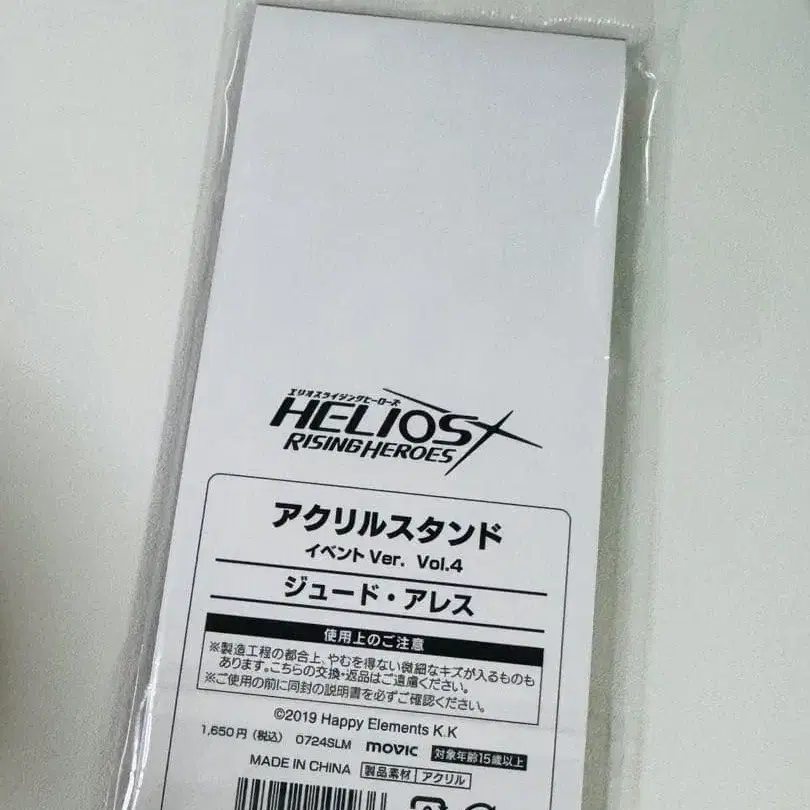 エリオスライジングヒーローズ
HELIOS
RISING HEROES
アクリルスタンド
イベント Ver. Vol.4
ジュード・アレス
使用上のご注意
※製造工程の都合上、やむを得ない微細なキズが入るものも
あります。こちらの交換・返品はご遠慮ください。
※ご使用の前に同封の説明書を必ずご確認ください。
©2019 Happy Elements K.K
1,650円（税込） 0724SLM movic 対象年齢15歳以上
MADE IN CHINA 製品素材 アクリル